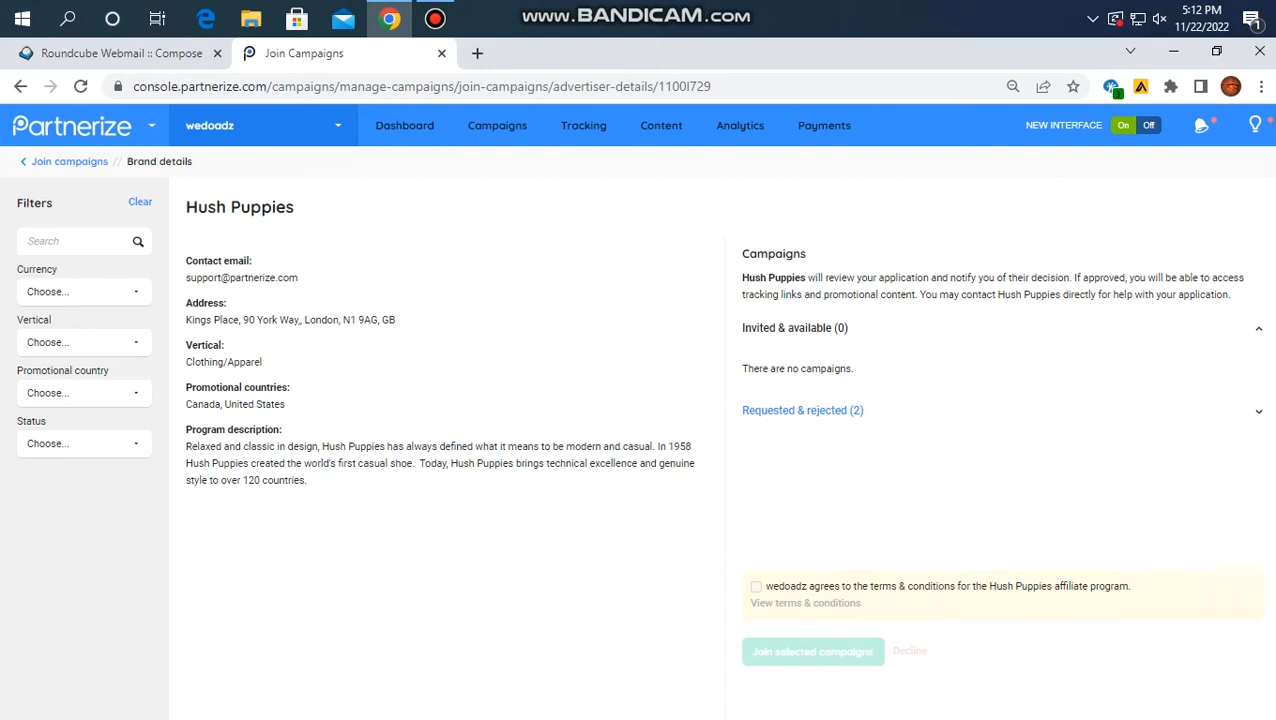 www.BANDICAM.com
5:12 PM
11/22/2022
1
Roundcube Webmail :: Compose
Join Campaigns
console.partnerize.com/campaigns/manage-campaigns/join-campaigns/advertiser-details/1100l729
Partnerize
wedoadz
Dashboard
Campaigns
Tracking
Content
Analytics
Payments
NEW INTERFACE
On
Off
Join campaigns // Brand details
Filters
Clear
Search
Currency
Choose...
Vertical
Choose...
Promotional country
Choose...
Status
Choose...
Hush Puppies
Contact email:
support@partnerize.com
Address:
Kings Place, 90 York Way,, London, N1 9AG, GB
Vertical:
Clothing/Apparel
Promotional countries:
Canada, United States
Program description:
Relaxed and classic in design, Hush Puppies has always defined what it means to be modern and casual. In 1958
Hush Puppies created the world's first casual shoe. Today, Hush Puppies brings technical excellence and genuine
style to over 120 countries.
Campaigns
Hush Puppies will review your application and notify you of their decision. If approved, you will be able to access
tracking links and promotional content. You may contact Hush Puppies directly for help with your application.
Invited & available (0)
There are no campaigns.
Requested & rejected (2)
wedoadz agrees to the terms & conditions for the Hush Puppies affiliate program.
View terms & conditions
Join selected campaigns
Decline